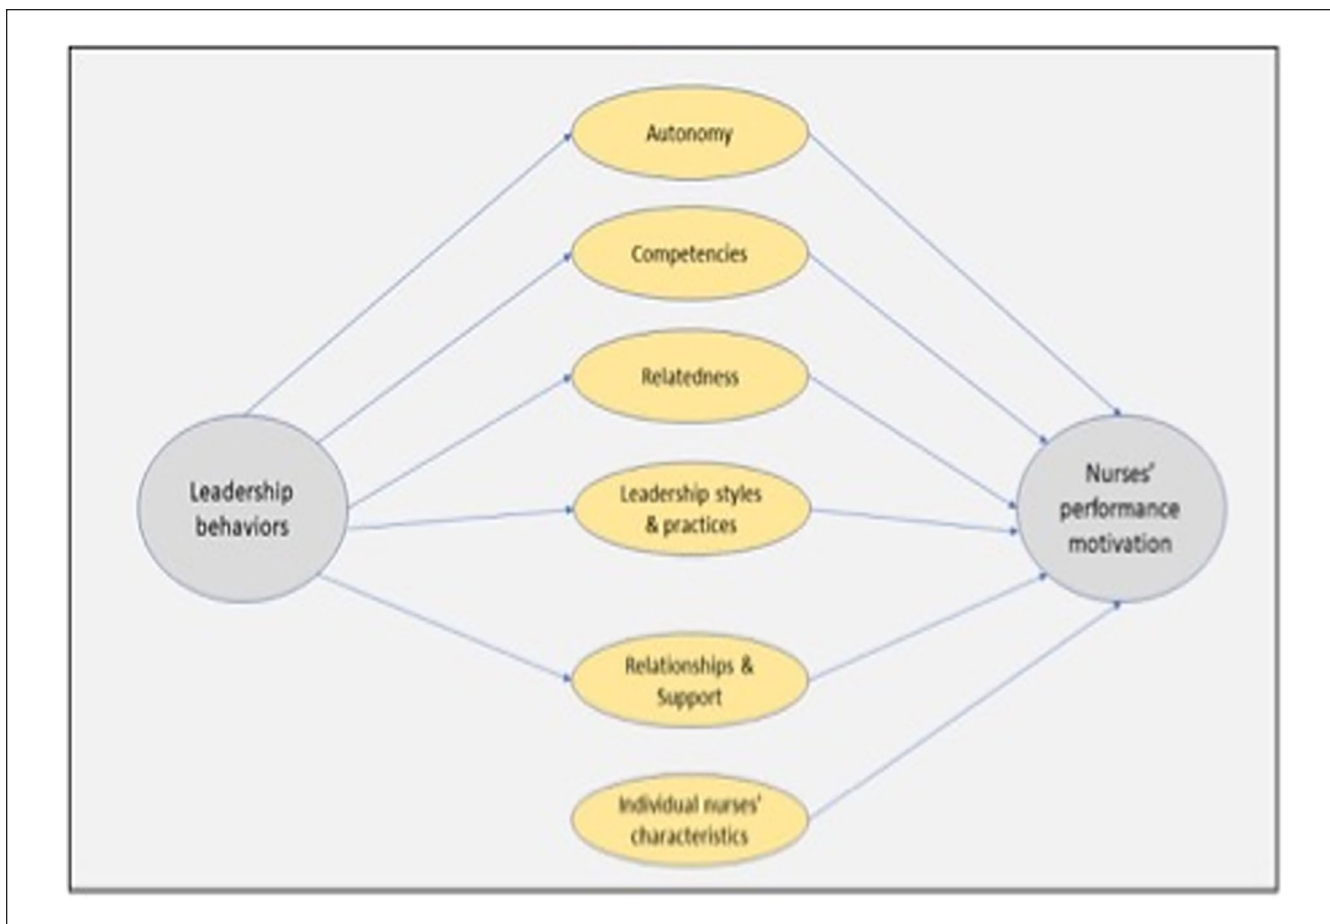 Autonomy
Competencies
Relatedness
Leadership styles
& practices
Leadership
behaviors
Nurses'
performance
motivation
Relationships &
Support
Individual nurses'
characteristics